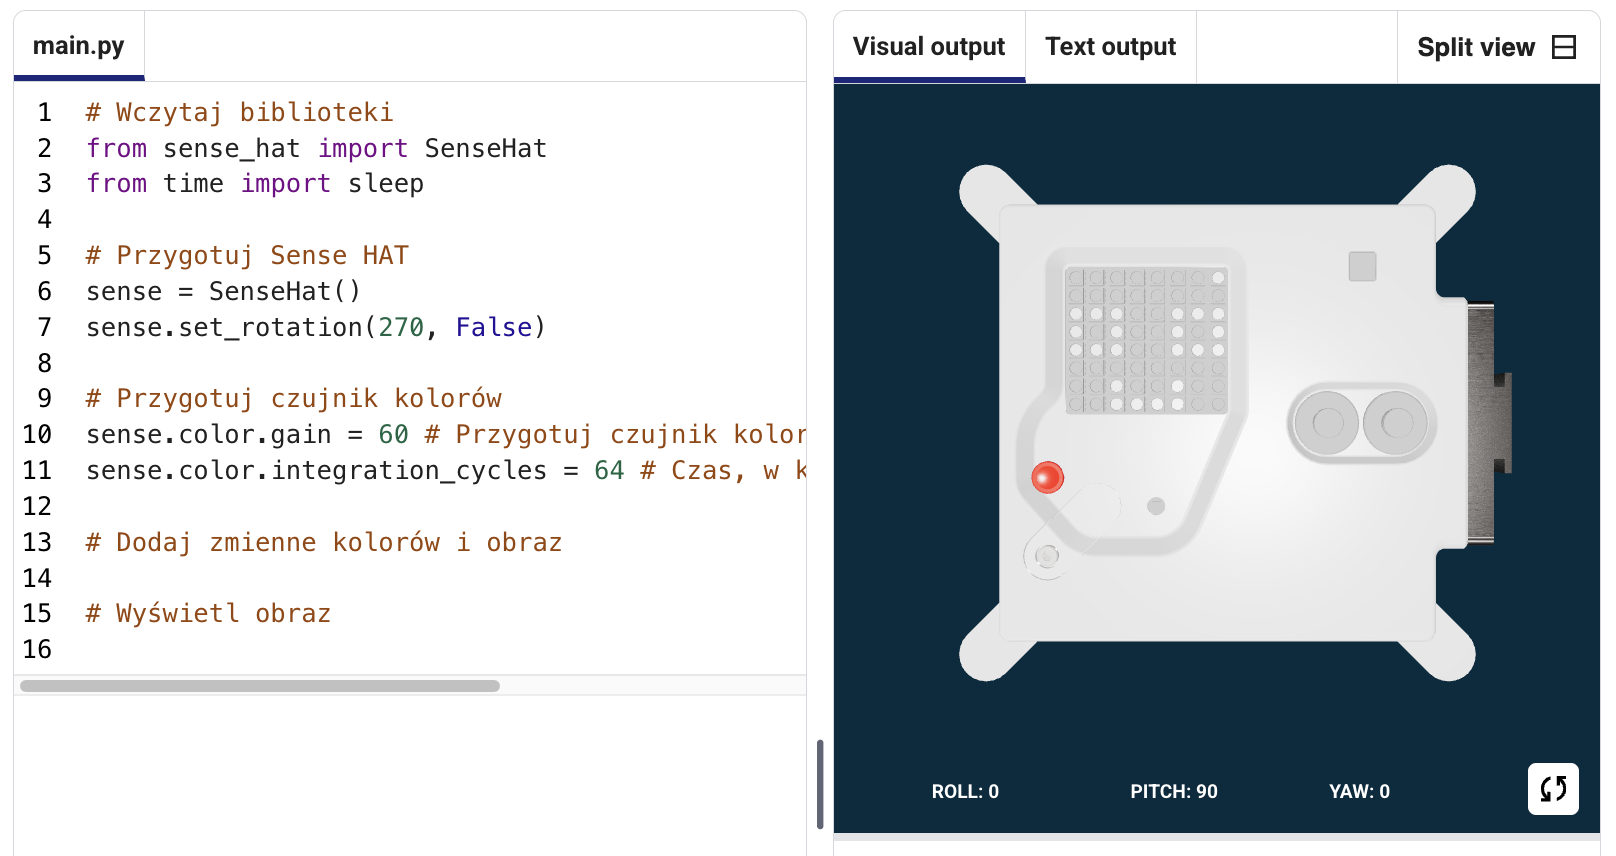 main.py
1 # Wczytaj biblioteki
2 from sense_hat import SenseHat
3 from time import sleep
4
5 # Przygotuj Sense HAT
6 sense = SenseHat()
7 sense.set_rotation(270, False)
8
9 # Przygotuj czujnik kolorów
10 sense.color.gain = 60 # Przygotuj czujnik kolor
11 sense.color.integration_cycles = 64 # Czas, w k
12
13 # Dodaj zmienne kolorów i obraz
14
15 # Wyświetl obraz
16
Visual output
Text output
Split view
ROLL: 0
PITCH: 90
YAW: 0